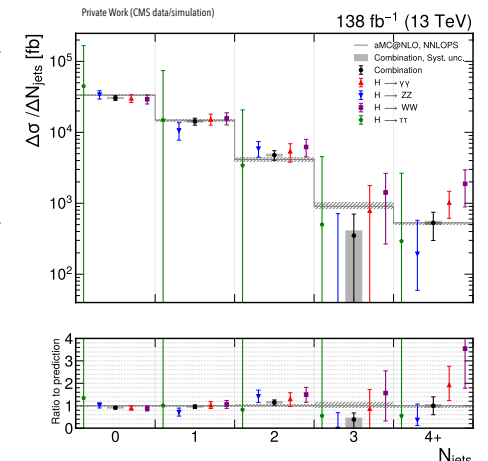 Private Work (CMS data/simulation)
138 fb⁻¹ (13 TeV)
Δσ/ΔN_jets [fb]
aMC@NLO, NNLOPS
Combination, Syst. unc.
Combination
H → γγ
H → ZZ
H → WW
H → ττ
10⁵
10⁴
10³
10²
Ratio to prediction
4
3
2
1
0
0 1 2 3 4+
N_jets